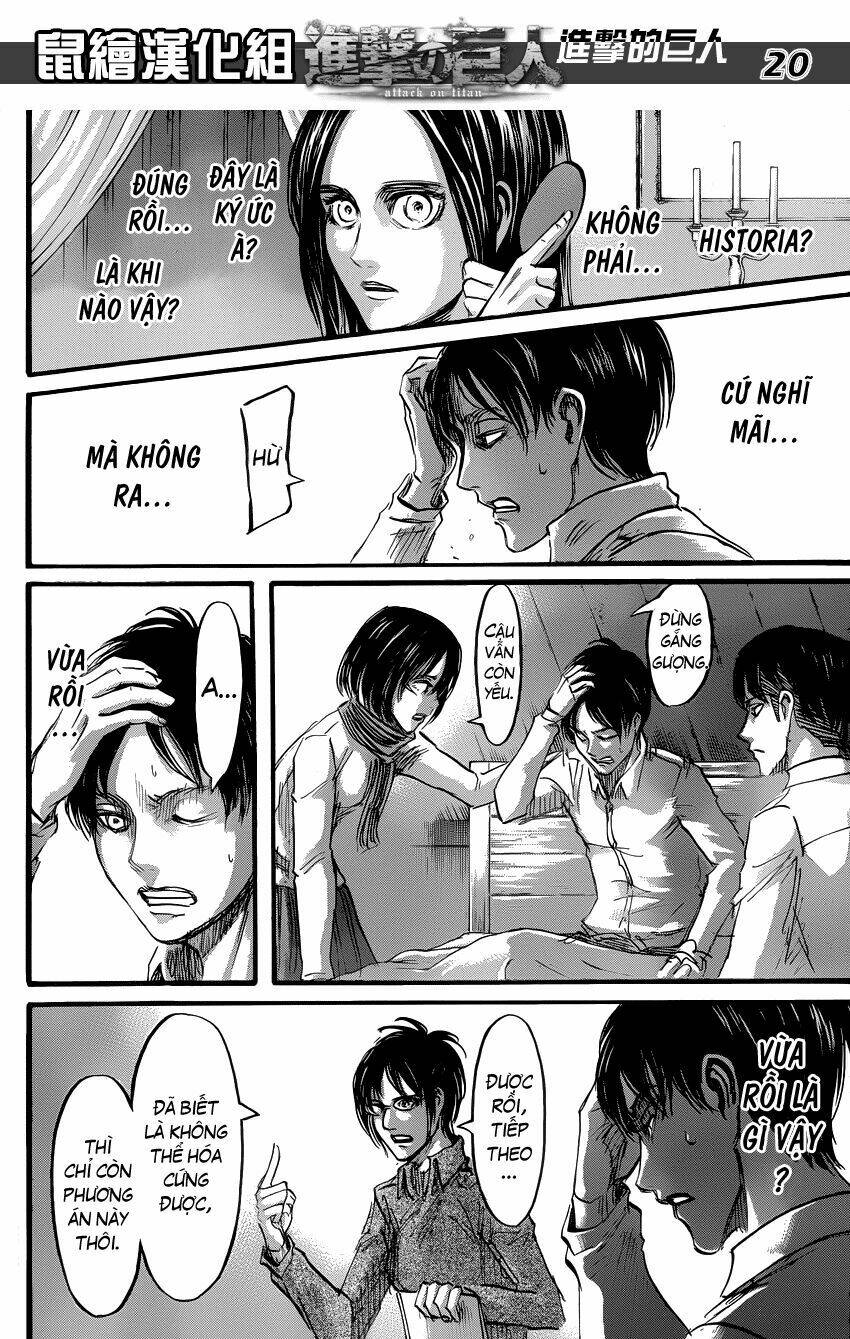 鼠繪漢化組
進撃の巨人
attack on titan
進擊的巨人
20
HISTORIA?
KHÔNG
PHẢI...
ĐÂY LÀ
KÝ ỨC
À?
ĐÚNG
RỒI...
LÀ KHI
NÀO VẬY?
CỨ NGHĨ
MÃI...
HỪ
MÀ KHÔNG
RA...
ĐỪNG
GẮNG
GƯỢNG.
CẬU
VẪN
CÒN
YẾU.
A...
VỪA
RỒI
...
VỪA
RỒI LÀ
GÌ VẬY
?
ĐƯỢC
RỒI,
TIẾP
THEO
...
ĐÃ BIẾT
LÀ KHÔNG
THỂ HÓA
CỨNG
ĐƯỢC,
THÌ
CHỈ CÒN
PHƯƠNG
ÁN NÀY
THÔI.